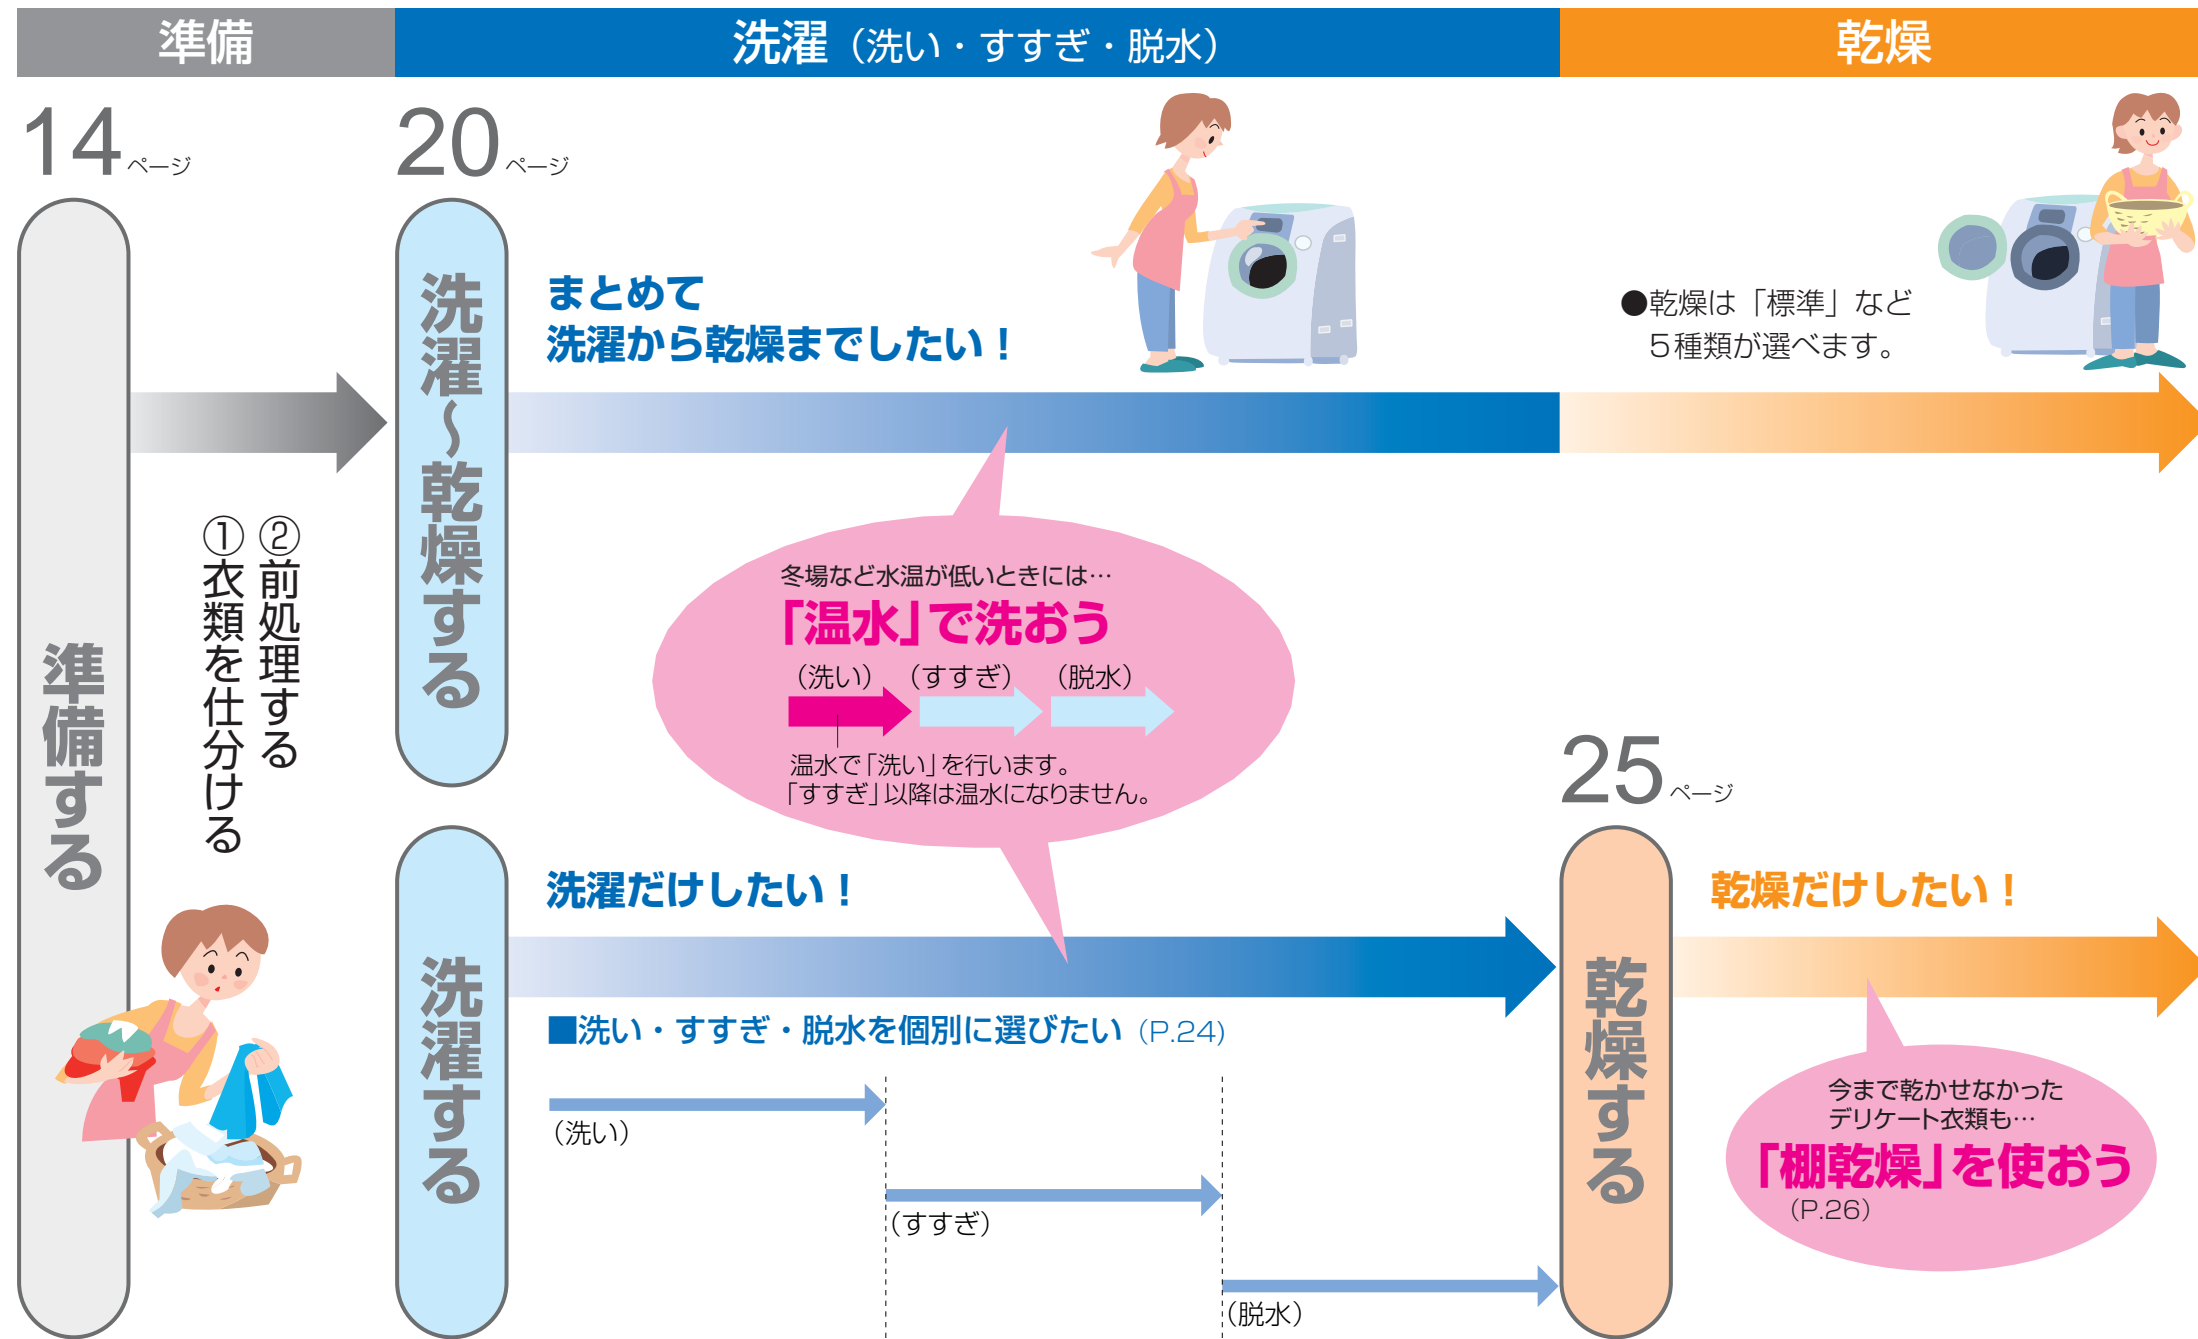 準備
洗濯（洗い・すすぎ・脱水）
乾燥
14ページ
20ページ
準備する
①衣類を仕分ける
②前処理する
洗濯～乾燥する
まとめて
洗濯から乾燥までしたい！
●乾燥は「標準」など
5種類が選べます。
冬場など水温が低いときには…
「温水」で洗おう
（洗い）（すすぎ）（脱水）
温水で「洗い」を行います。
「すすぎ」以降は温水になりません。
洗濯する
洗濯だけしたい！
■洗い・すすぎ・脱水を個別に選びたい（P.24）
（洗い）
（すすぎ）
（脱水）
25ページ
乾燥する
乾燥だけしたい！
今まで乾かせなかった
デリケート衣類も…
「棚乾燥」を使おう
（P.26）